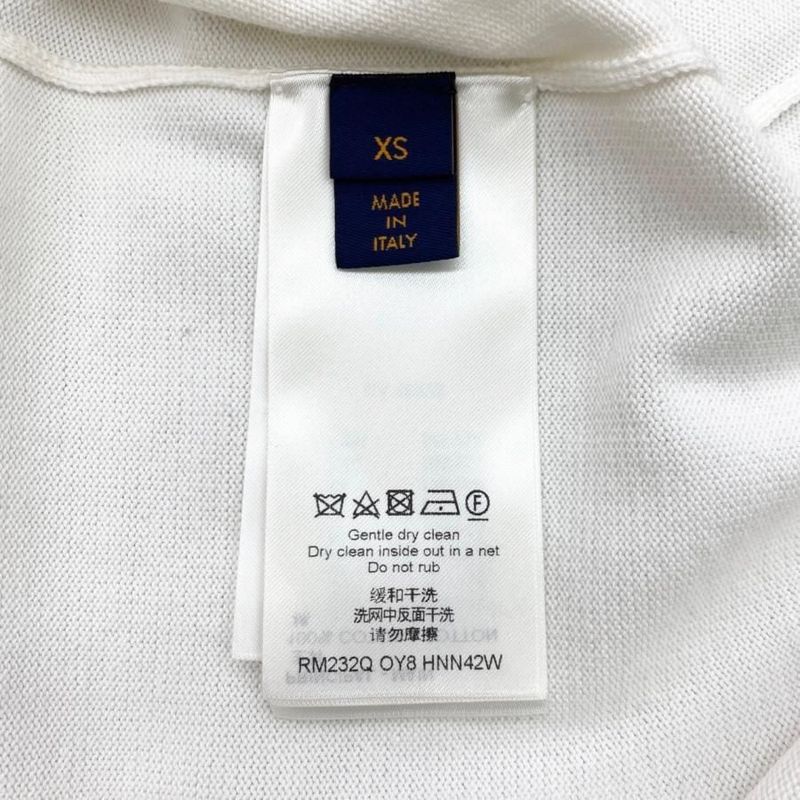 XS
MADE
IN
ITALY
F
Gentle dry clean
Dry clean inside out in a net
Do not rub
缓和干洗
洗网中反面干洗
请勿摩擦
RM232Q OY8 HNN42W